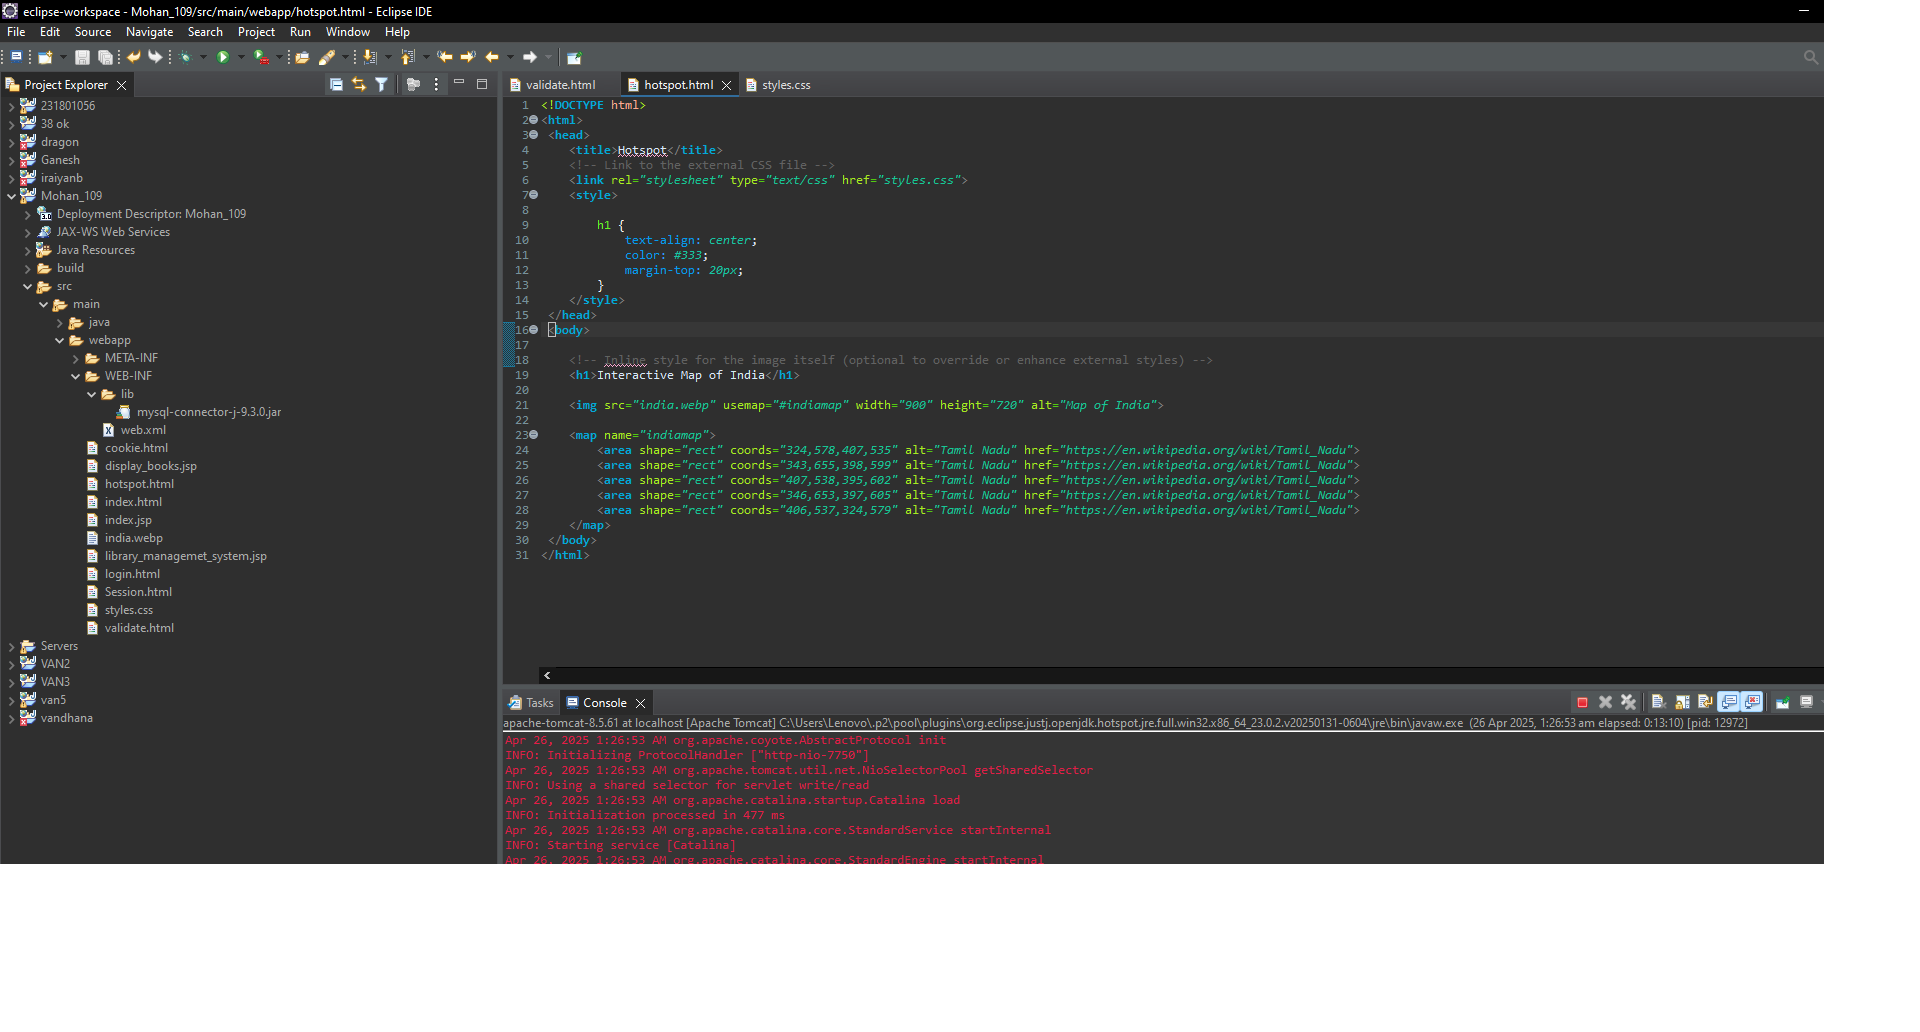 eclipse-workspace - Mohan_109/src/main/webapp/hotspot.html - Eclipse IDE
File Edit Source Navigate Search Project Run Window Help
Project Explorer
231801056
38 ok
dragon
Ganesh
iraiyanb
Mohan_109
Deployment Descriptor: Mohan_109
JAX-WS Web Services
Java Resources
build
src
main
java
webapp
META-INF
WEB-INF
lib
mysql-connector-j-9.3.0.jar
web.xml
cookie.html
display_books.jsp
hotspot.html
index.html
index.jsp
india.webp
library_managemet_system.jsp
login.html
Session.html
styles.css
validate.html
Servers
VAN2
VAN3
van5
vandhana
validate.html hotspot.html styles.css
1 <!DOCTYPE html>
2 <html>
3 <head>
4 <title>Hotspot</title>
5 <!-- Link to the external CSS file -->
6 <link rel="stylesheet" type="text/css" href="styles.css">
7 <style>
8
9 h1 {
10 text-align: center;
11 color: #333;
12 margin-top: 20px;
13 }
14 </style>
15 </head>
16 <body>
17
18 <!-- Inline style for the image itself (optional to override or enhance external styles) -->
19 <h1>Interactive Map of India</h1>
20
21 <img src="india.webp" usemap="#indiamap" width="900" height="720" alt="Map of India">
22
23 <map name="indiamap">
24 <area shape="rect" coords="324,578,407,535" alt="Tamil Nadu" href="https://en.wikipedia.org/wiki/Tamil_Nadu">
25 <area shape="rect" coords="343,655,398,599" alt="Tamil Nadu" href="https://en.wikipedia.org/wiki/Tamil_Nadu">
26 <area shape="rect" coords="407,538,395,602" alt="Tamil Nadu" href="https://en.wikipedia.org/wiki/Tamil_Nadu">
27 <area shape="rect" coords="346,653,397,605" alt="Tamil Nadu" href="https://en.wikipedia.org/wiki/Tamil_Nadu">
28 <area shape="rect" coords="406,537,324,579" alt="Tamil Nadu" href="https://en.wikipedia.org/wiki/Tamil_Nadu">
29 </map>
30 </body>
31 </html>
Tasks Console
apache-tomcat-8.5.61 at localhost [Apache Tomcat] C:\Users\Lenovo\.p2\pool\plugins\org.eclipse.justj.openjdk.hotspot.jre.full.win32.x86_64_23.0.2.v20250131-0604\jre\bin\javaw.exe (26 Apr 2025, 1:26:53 am elapsed: 0:13:10) [pid: 12972]
Apr 26, 2025 1:26:53 AM org.apache.coyote.AbstractProtocol init
INFO: Initializing ProtocolHandler ["http-nio-7750"]
Apr 26, 2025 1:26:53 AM org.apache.tomcat.util.net.NioSelectorPool getSharedSelector
INFO: Using a shared selector for servlet write/read
Apr 26, 2025 1:26:53 AM org.apache.catalina.startup.Catalina load
INFO: Initialization processed in 477 ms
Apr 26, 2025 1:26:53 AM org.apache.catalina.core.StandardService startInternal
INFO: Starting service [Catalina]
Apr 26, 2025 1:26:53 AM org.apache.catalina.core.StandardEngine startInternal